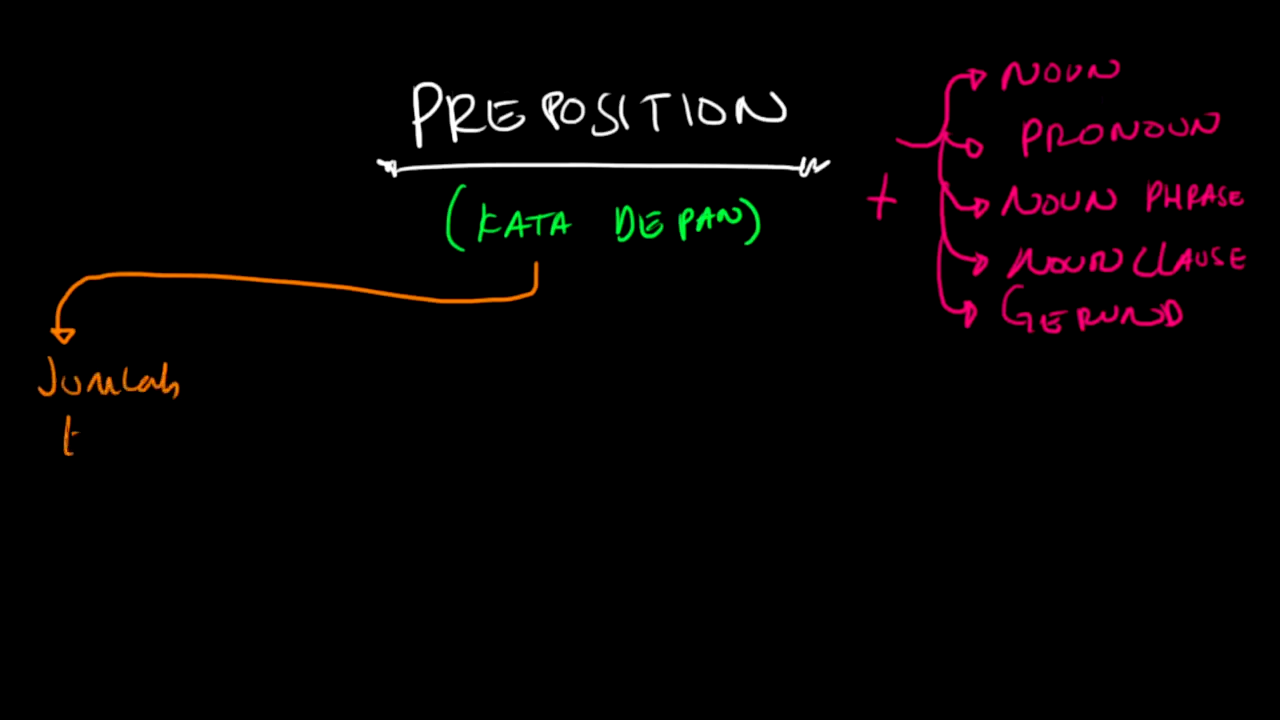 PREPOSITION
(KATA DEPAN)
+
NOUN
PRONOUN
NOUN PHRASE
NOUN CLAUSE
GERUND
Jumlah
t